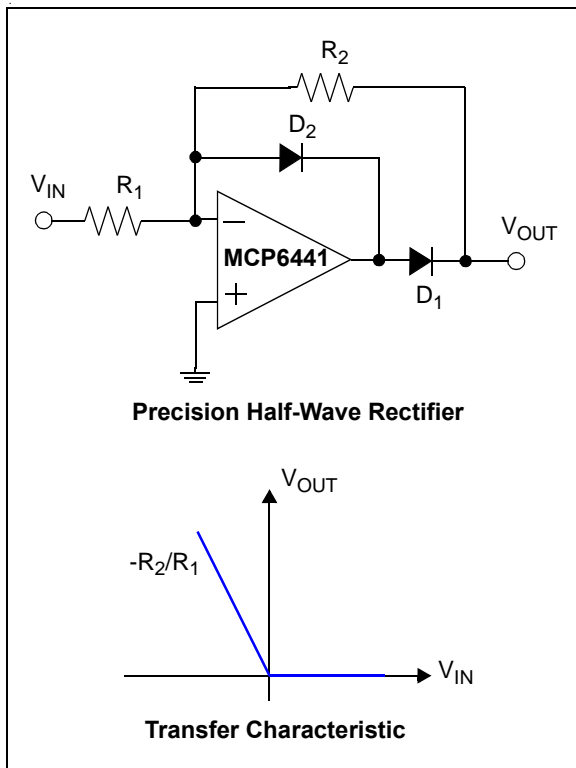 R2
D2
VIN
R1
−
VOUT
MCP6441
+
D1
Precision Half-Wave Rectifier
VOUT
-R2/R1
VIN
Transfer Characteristic